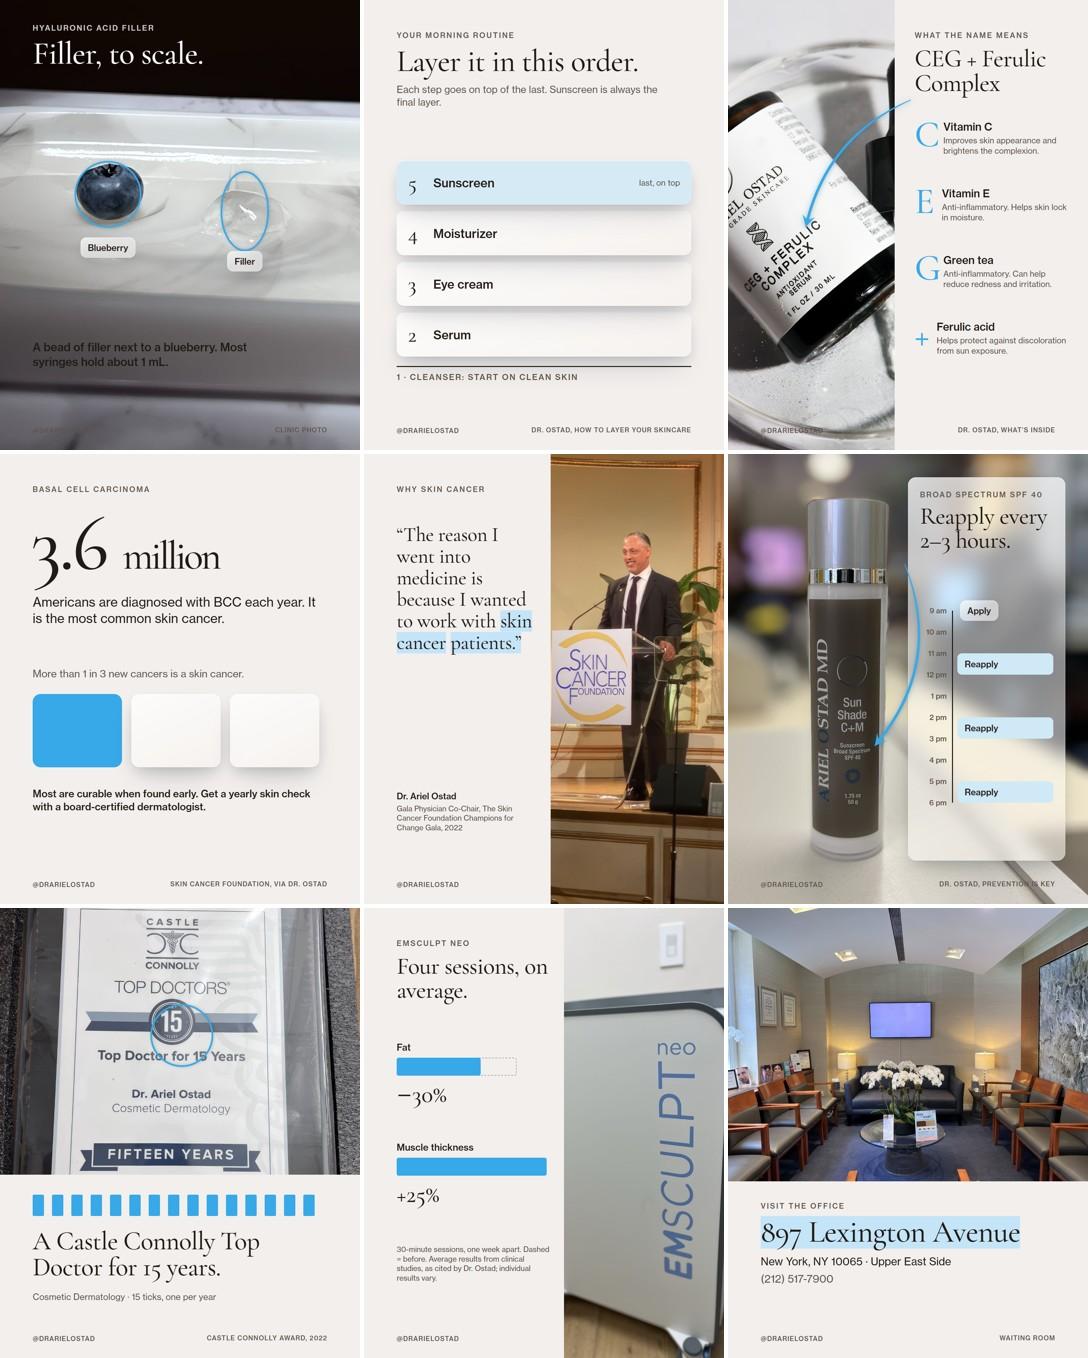 HYALURONIC ACID FILLER
Filler, to scale.
Blueberry
Filler
A bead of filler next to a blueberry. Most
syringes hold about 1 mL.
CLINIC PHOTO
YOUR MORNING ROUTINE
Layer it in this order.
Each step goes on top of the last. Sunscreen is always the
final layer.
5 Sunscreen last, on top
4 Moisturizer
3 Eye cream
2 Serum
1 · CLEANSER: START ON CLEAN SKIN
@DRARIELOSTAD
DR. OSTAD, HOW TO LAYER YOUR SKINCARE
WHAT THE NAME MEANS
CEG + Ferulic
Complex
C Vitamin C
Improves skin appearance and
brightens the complexion.
E Vitamin E
Anti-inflammatory. Helps skin lock
in moisture.
G Green tea
Anti-inflammatory. Can help
reduce redness and irritation.
+ Ferulic acid
Helps protect against discoloration
from sun exposure.
OSTAD
GRADE SKINCARE
CEG + FERULIC
COMPLEX
ANTIOXIDANT
SERUM
1 FL OZ / 30 ML
@DRARIELOSTAD
DR. OSTAD, WHAT'S INSIDE
BASAL CELL CARCINOMA
3.6 million
Americans are diagnosed with BCC each year. It
is the most common skin cancer.
More than 1 in 3 new cancers is a skin cancer.
Most are curable when found early. Get a yearly skin check
with a board-certified dermatologist.
@DRARIELOSTAD
SKIN CANCER FOUNDATION, VIA DR. OSTAD
WHY SKIN CANCER
“The reason I
went into
medicine is
because I wanted
to work with skin
cancer patients.”
SKIN
CANCER
FOUNDATION
Dr. Ariel Ostad
Gala Physician Co-Chair, The Skin
Cancer Foundation Champions for
Change Gala, 2022
@DRARIELOSTAD
BROAD SPECTRUM SPF 40
Reapply every
2–3 hours.
9 am Apply
10 am
11 am
Reapply
12 pm
1 pm
2 pm
Reapply
3 pm
4 pm
5 pm
Reapply
6 pm
ARIEL OSTAD MD
Sun
Shade
C+M
Sunscreen
Broad Spectrum
SPF 40
1.75 oz
50 g
@DRARIELOSTAD
DR. OSTAD, PREVENTION IS KEY
CASTLE
CONNOLLY
TOP DOCTORS®
15
Top Doctor for 15 Years
Dr. Ariel Ostad
Cosmetic Dermatology
FIFTEEN YEARS
A Castle Connolly Top
Doctor for 15 years.
Cosmetic Dermatology · 15 ticks, one per year
@DRARIELOSTAD
CASTLE CONNOLLY AWARD, 2022
EMSCULPT NEO
Four sessions, on
average.
Fat
−30%
Muscle thickness
+25%
30-minute sessions, one week apart. Dashed
= before. Average results from clinical
studies, as cited by Dr. Ostad; individual
results vary.
EMSCULPT neo
@DRARIELOSTAD
VISIT THE OFFICE
897 Lexington Avenue
New York, NY 10065 · Upper East Side
(212) 517-7900
@DRARIELOSTAD
WAITING ROOM